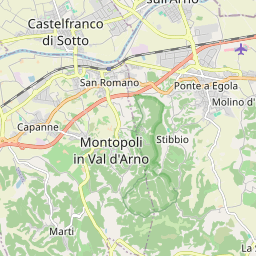 sull'Arno
Castelfranco
di Sotto
San Romano
Ponte a Egola
Molino d'
Capanne
Montopoli
in Val d'Arno
Stibbio
Marti
La S